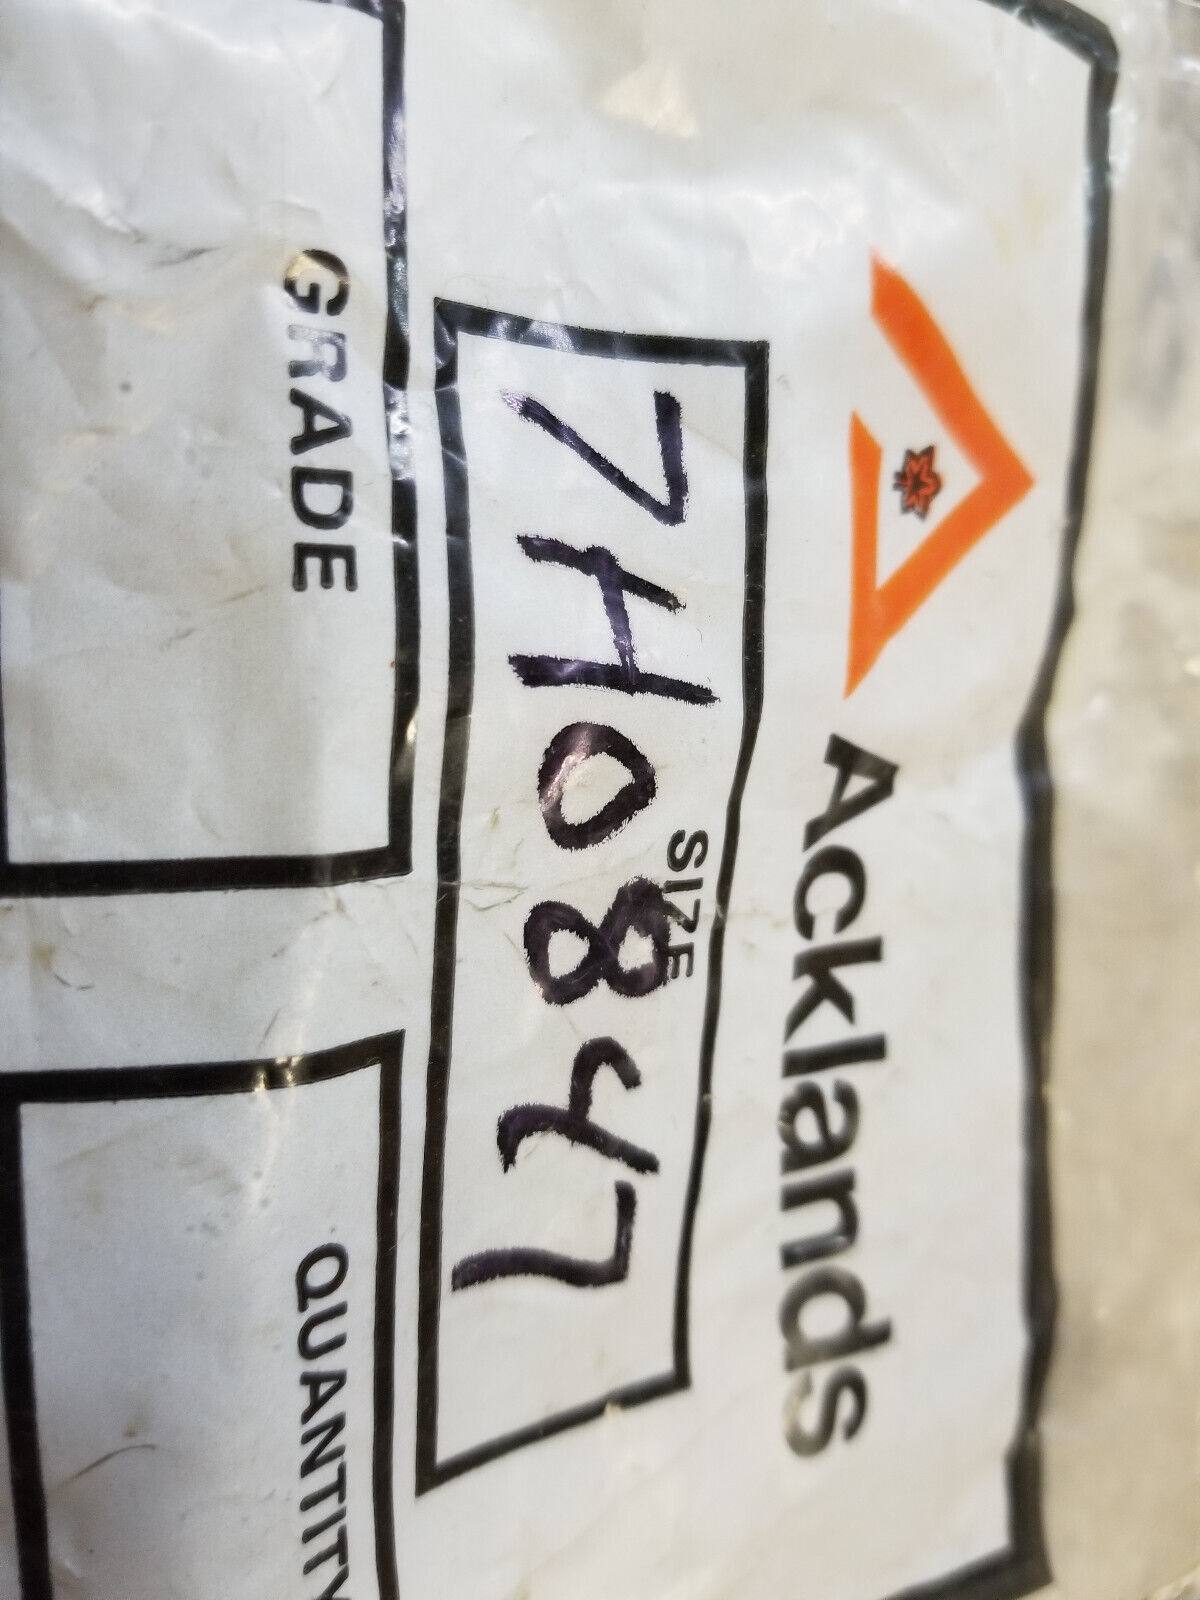 Acklands
SIZE
7H0847
GRADE
QUANTITY